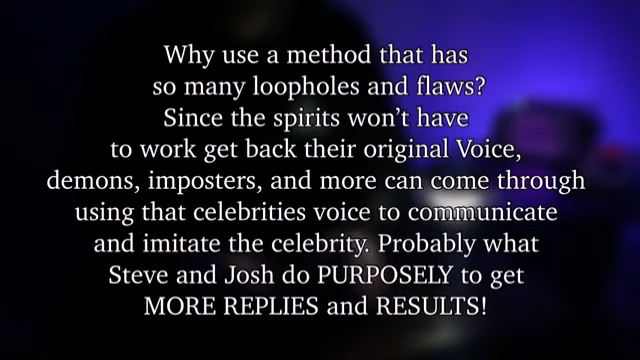 Why use a method that has
so many loopholes and flaws?
Since the spirits won’t have
to work get back their original Voice,
demons, imposters, and more can come through
using that celebrities voice to communicate
and imitate the celebrity. Probably what
Steve and Josh do PURPOSELY to get
MORE REPLIES and RESULTS!